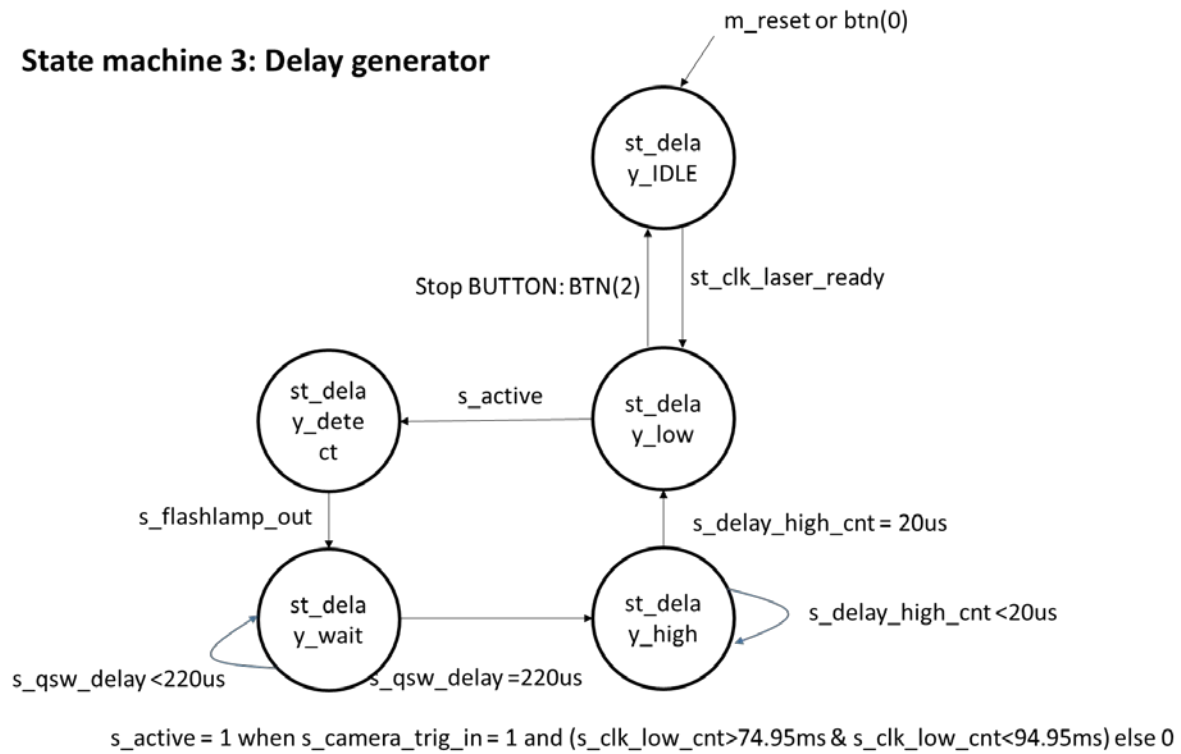 m_reset or btn(0)
State machine 3: Delay generator
st_dela
y_IDLE
Stop BUTTON: BTN(2)
st_clk_laser_ready
st_dela
y_dete
ct
s_active
st_dela
y_low
s_flashlamp_out
s_delay_high_cnt = 20us
st_dela
y_wait
st_dela
y_high
s_delay_high_cnt <20us
s_qsw_delay <220us
s_qsw_delay =220us
s_active = 1 when s_camera_trig_in = 1 and (s_clk_low_cnt>74.95ms & s_clk_low_cnt<94.95ms) else 0